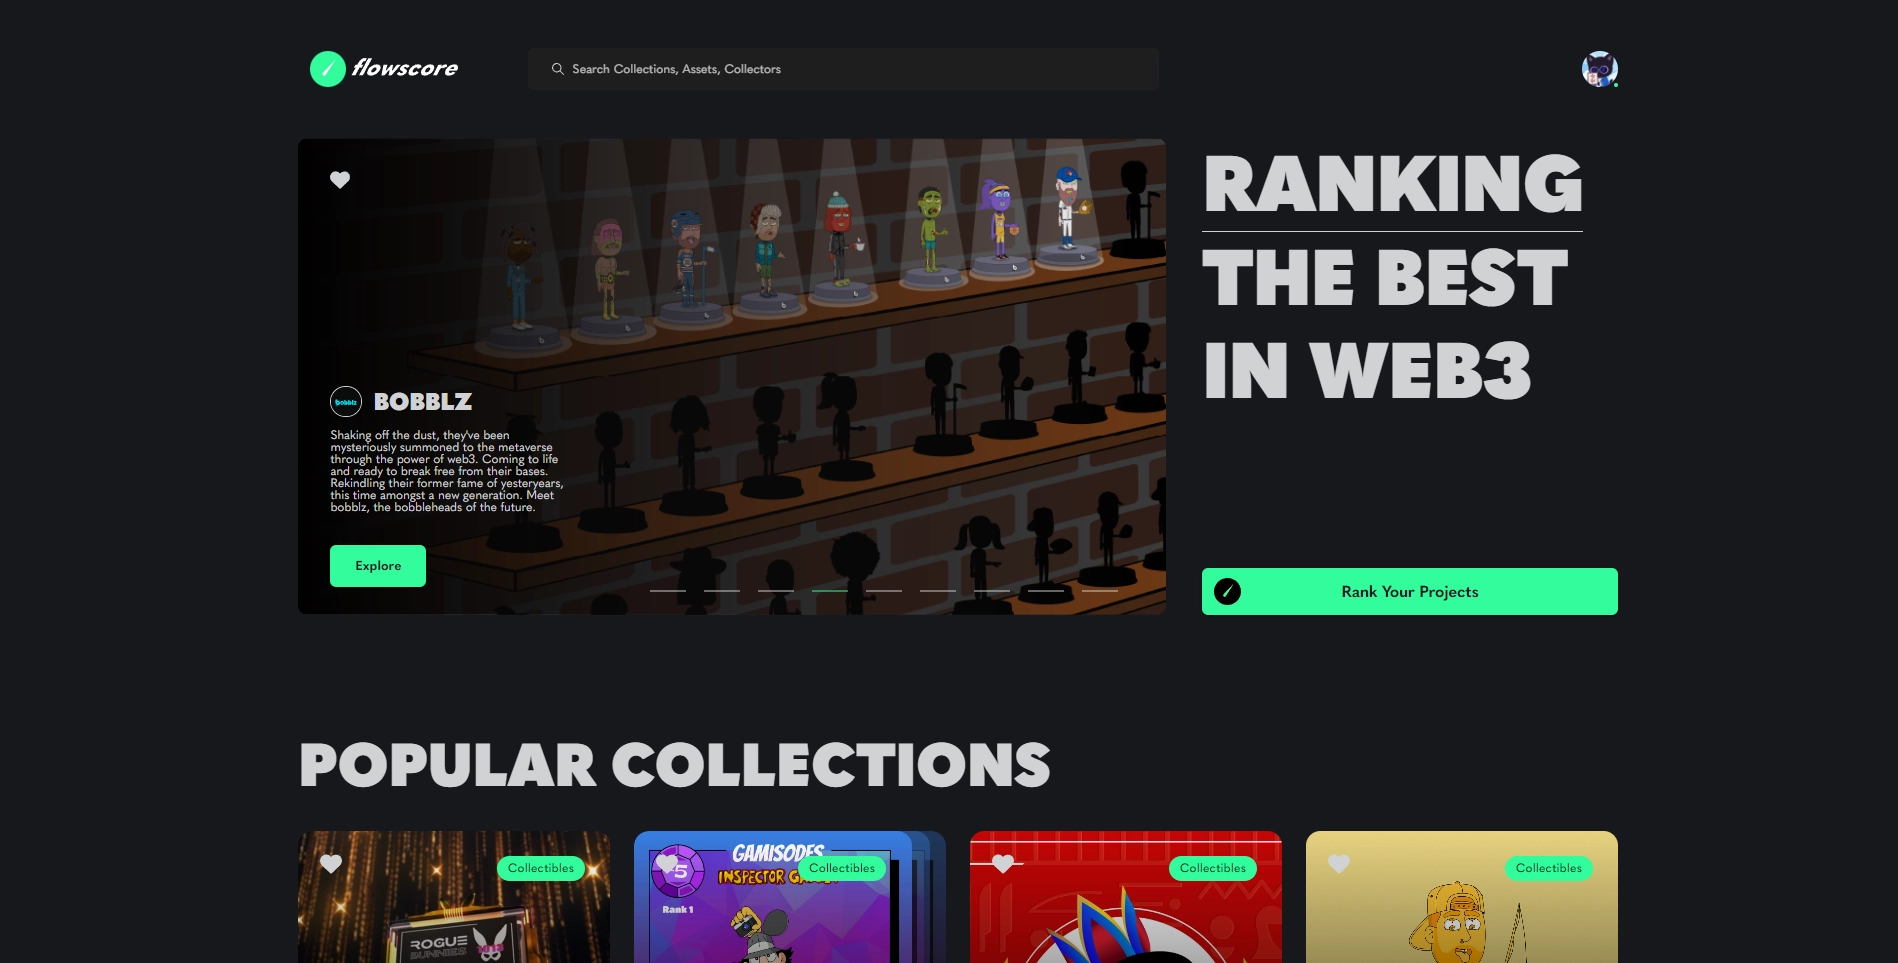 flowscore
Search Collections, Assets, Collectors
RANKING
THE BEST
IN WEB3
bobblz
BOBBLZ
Shaking off the dust, they've been
mysteriously summoned to the metaverse
through the power of web3. Coming to life
and ready to break free from their bases.
Rekindling their former fame of yesteryears,
this time amongst a new generation. Meet
bobblz, the bobbleheads of the future.
Explore
Rank Your Projects
POPULAR COLLECTIONS
Collectibles
ROGUE
BUNNIES
GAMISODES
Collectibles
INSPECTOR
5
Rank 1
Collectibles
Collectibles